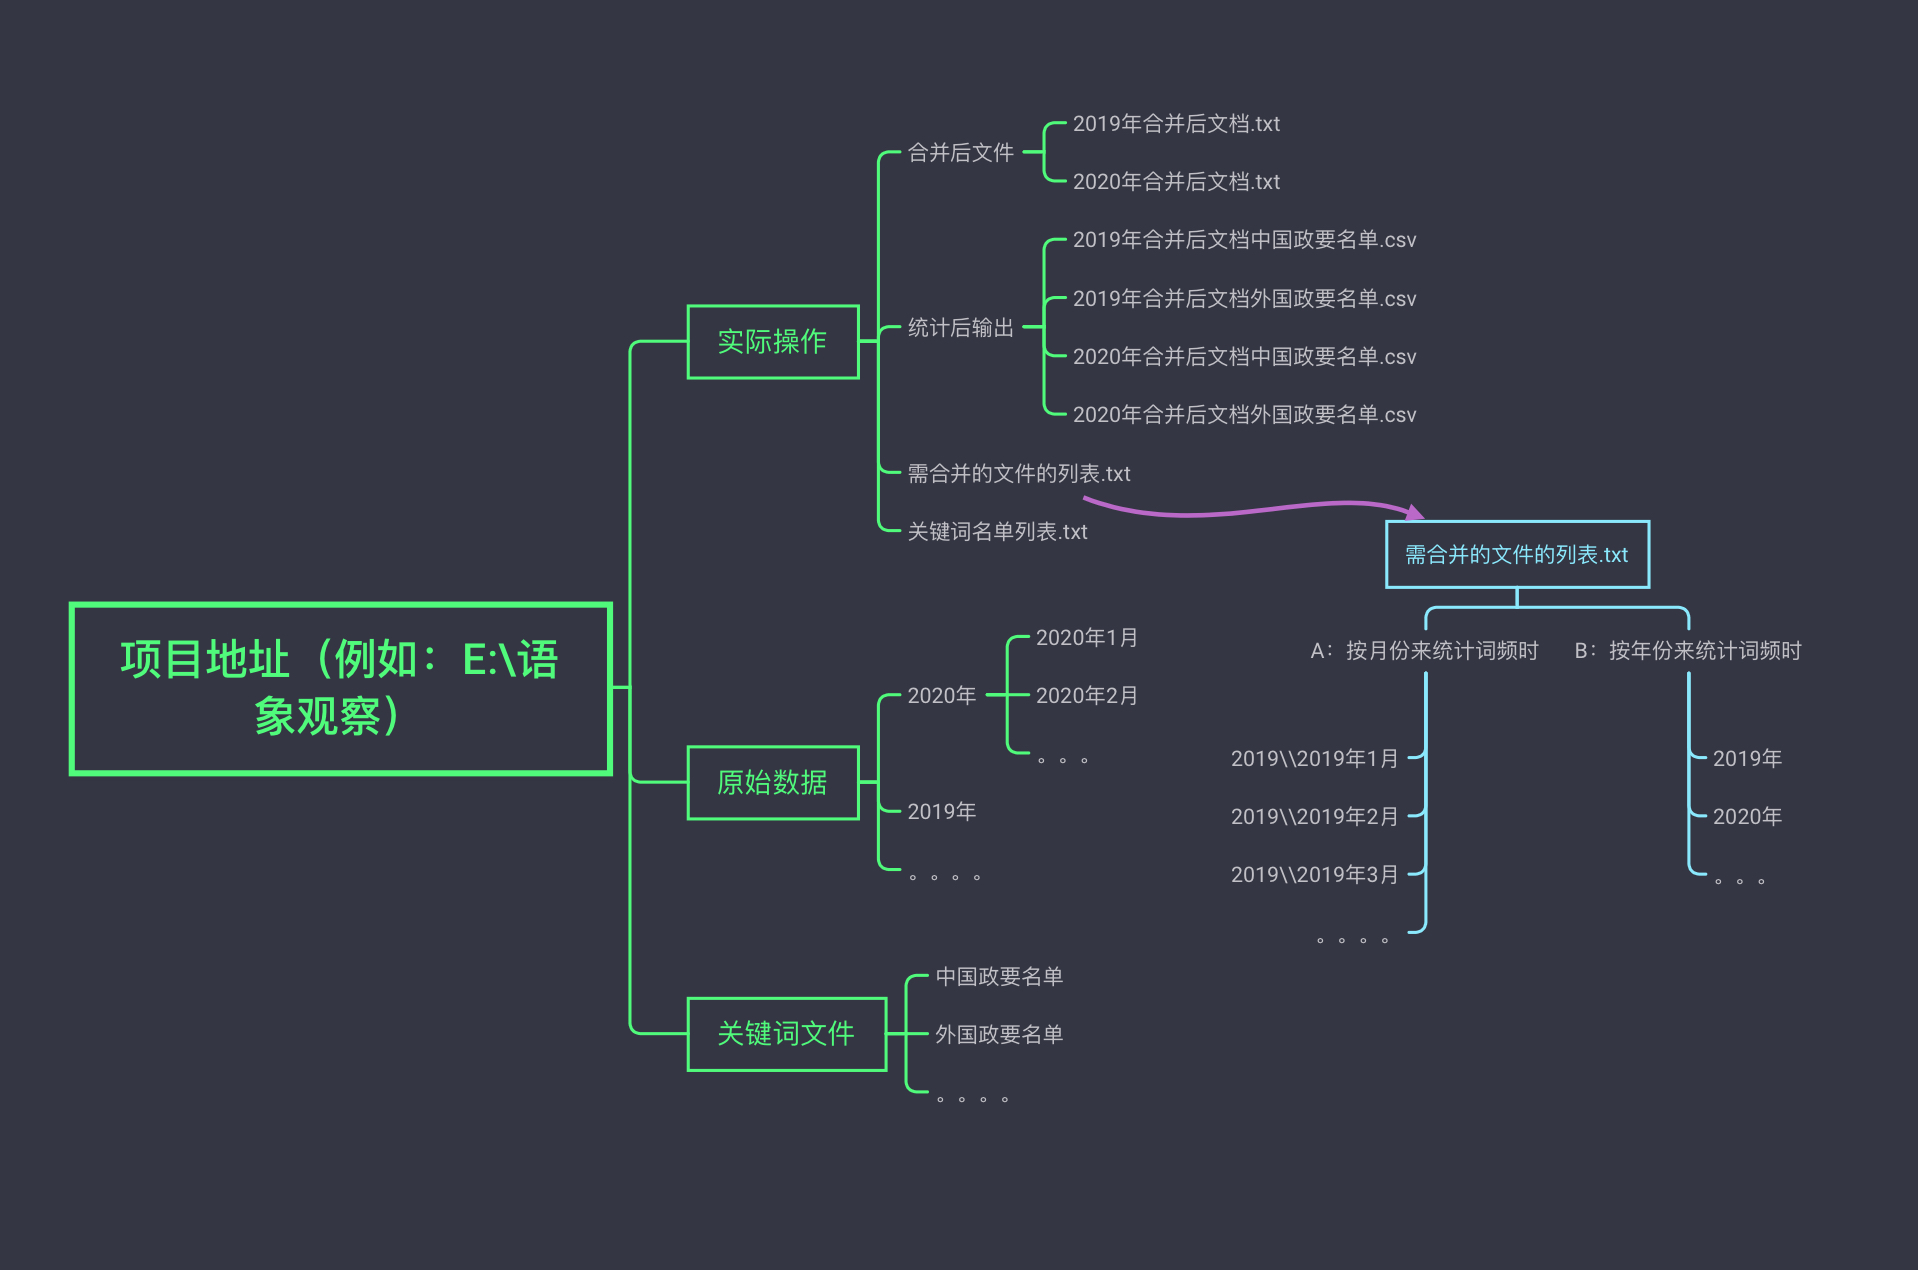 项目地址（例如：E:\语
象观察）
实际操作
合并后文件
2019年合并后文档.txt
2020年合并后文档.txt
统计后输出
2019年合并后文档中国政要名单.csv
2019年合并后文档外国政要名单.csv
2020年合并后文档中国政要名单.csv
2020年合并后文档外国政要名单.csv
需合并的文件的列表.txt
关键词名单列表.txt
原始数据
2020年
2020年1月
2020年2月
。。。
2019年
。。。。
关键词文件
中国政要名单
外国政要名单
。。。。
需合并的文件的列表.txt
A：按月份来统计词频时
2019\\2019年1月
2019\\2019年2月
2019\\2019年3月
。。。。
B：按年份来统计词频时
2019年
2020年
。。。